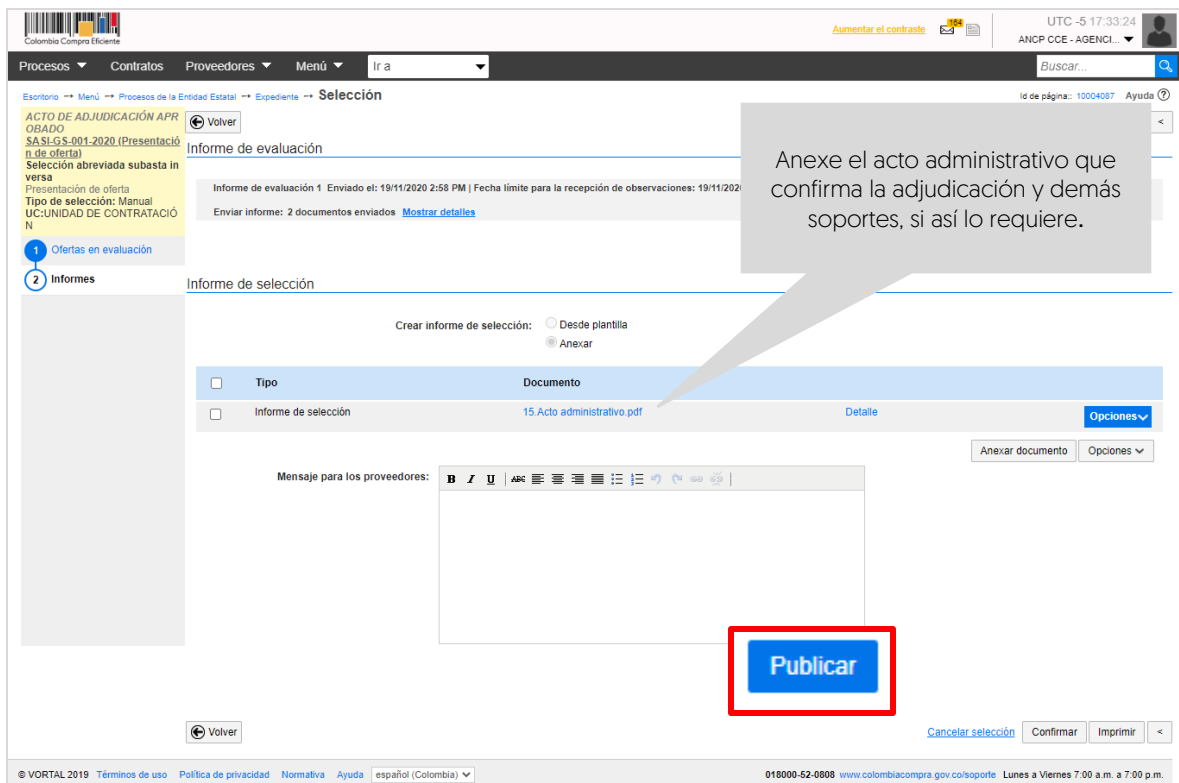 Colombia Compra Eficiente
Aumentar el contraste
184
UTC -5 17:33:24
ANCP CCE - AGENCI...
Procesos Contratos Proveedores Menú Ir a Buscar...
Escritorio → Menú → Procesos de la Entidad Estatal → Expediente → Selección
Id de página:: 10004087 Ayuda ?
ACTO DE ADJUDICACIÓN APR
OBADO
SASI-GS-001-2020 (Presentació
n de oferta)
Selección abreviada subasta in
versa
Presentación de oferta
Tipo de selección: Manual
UC:UNIDAD DE CONTRATACIÓ
N
1 Ofertas en evaluación
2 Informes
Volver
<
Informe de evaluación
Informe de evaluación 1 Enviado el: 19/11/2020 2:58 PM | Fecha límite para la recepción de observaciones: 19/11/202
Enviar informe: 2 documentos enviados Mostrar detalles
Anexe el acto administrativo que
confirma la adjudicación y demás
soportes, si así lo requiere.
Informe de selección
Crear informe de selección: Desde plantilla
Anexar
Tipo Documento
Informe de selección 15.Acto administrativo.pdf Detalle Opciones
Anexar documento Opciones
Mensaje para los proveedores: B I U ABC
Publicar
Volver
Cancelar selección Confirmar Imprimir <
© VORTAL 2019 Términos de uso Política de privacidad Normativa Ayuda español (Colombia) 018000-52-0808 www.colombiacompra.gov.co/soporte Lunes a Viernes 7:00 a.m. a 7:00 p.m.